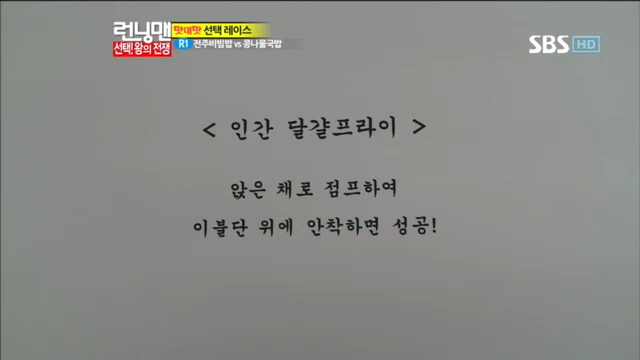 런닝맨
선택! 왕의 전쟁
맛대맛 선택 레이스
R1 전주비빔밥 vs 콩나물국밥
SBS HD
< 인간 달걀프라이 >
앉은 채로 점프하여
이불단 위에 안착하면 성공!